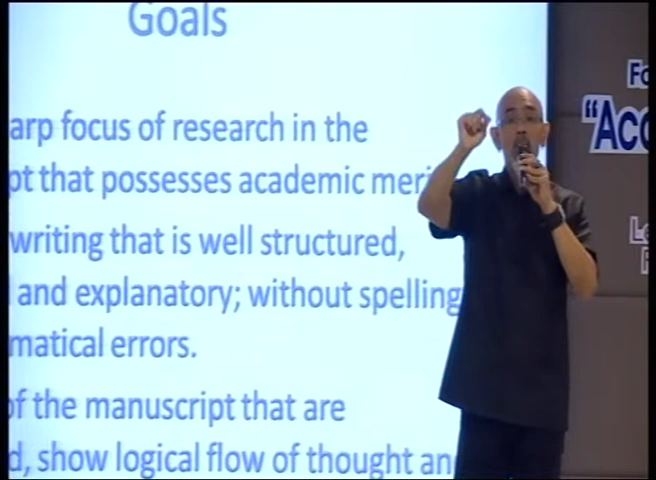 Goals
arp focus of research in the
pt that possesses academic meri
writing that is well structured,
and explanatory; without spelling
matical errors.
of the manuscript that are
d, show logical flow of thought an
Fo
"Acc